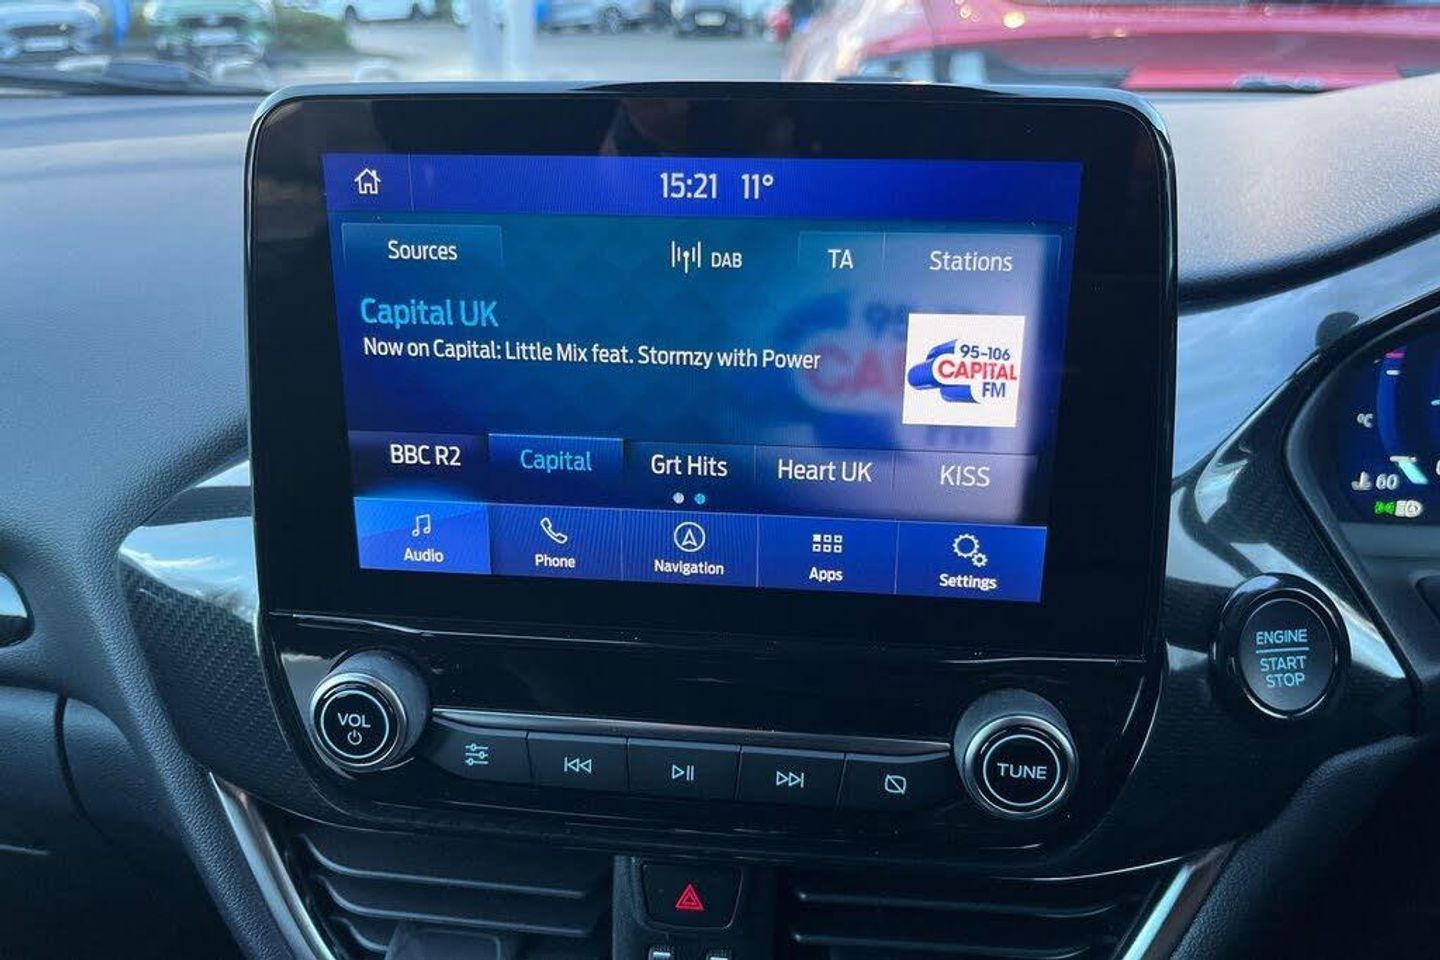 15:21 11°
Sources DAB TA Stations
Capital UK
Now on Capital: Little Mix feat. Stormzy with Power
95-106
CAPITAL
FM
BBC R2 Capital Grt Hits Heart UK KISS
Audio Phone Navigation Apps Settings
VOL
TUNE
ENGINE
START
STOP
°C
60